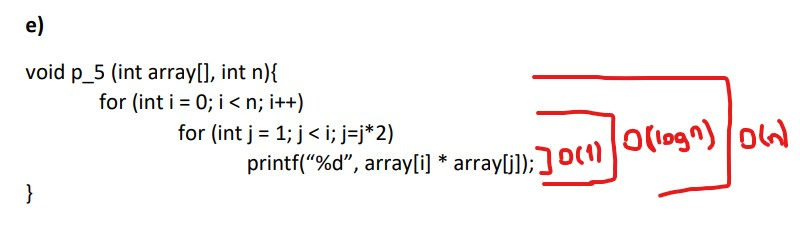 e)
void p_5 (int array[], int n){
for (int i = 0; i < n; i++)
for (int j = 1; j < i; j=j*2)
printf(“%d”, array[i] * array[j]); O(1) O(logn) O(n)
}